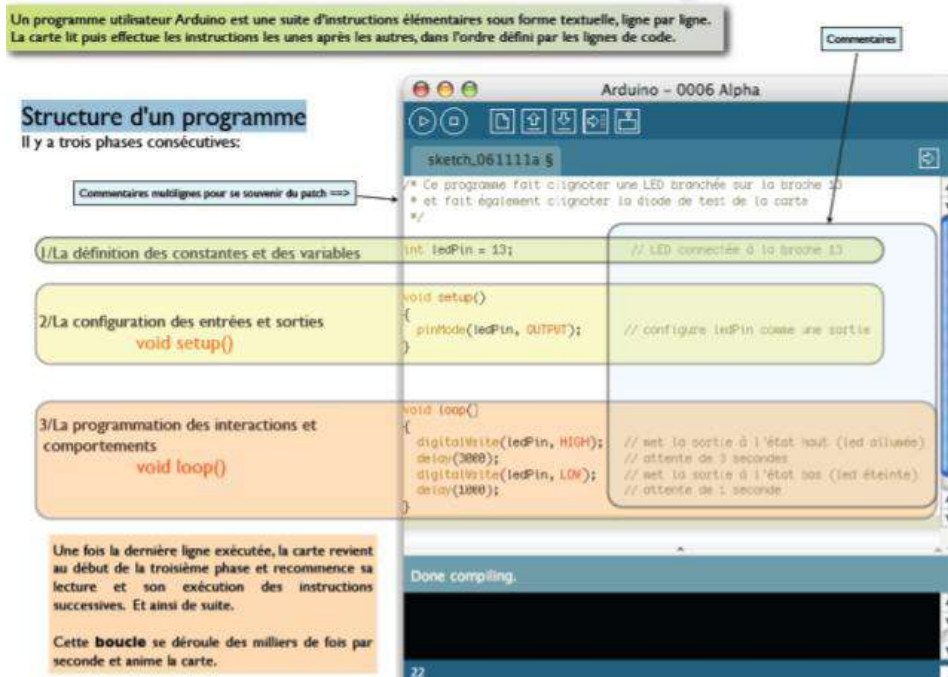 Un programme utilisateur Arduino est une suite d'instructions élémentaires sous forme textuelle, ligne par ligne.
La carte lit puis effectue les instructions les unes après les autres, dans l'ordre défini par les lignes de code.
Commentaires
Structure d'un programme
Il y a trois phases consécutives:
Commentaires multilignes pour se souvenir du patch ==>
1/La définition des constantes et des variables
2/La configuration des entrées et sorties
void setup()
3/La programmation des interactions et
comportements
void loop()
Une fois la dernière ligne exécutée, la carte revient
au début de la troisième phase et recommence sa
lecture et son exécution des instructions
successives. Et ainsi de suite.
Cette boucle se déroule des milliers de fois par
seconde et anime la carte.
Arduino - 0006 Alpha
sketch_061111a §
/* Ce programme fait clignoter une LED branchée sur la broche 13
* et fait également clignoter la diode de test de la carte
*/
int ledPin = 13; // LED connectée à la broche 13
void setup()
{
pinMode(ledPin, OUTPUT); // configure ledPin comme une sortie
}
void loop()
{
digitalWrite(ledPin, HIGH); // met la sortie à l'état haut (led allumée)
delay(3000); // attente de 3 secondes
digitalWrite(ledPin, LOW); // met la sortie à l'état bas (led éteinte)
delay(1000); // attente de 1 seconde
}
Done compiling.
22